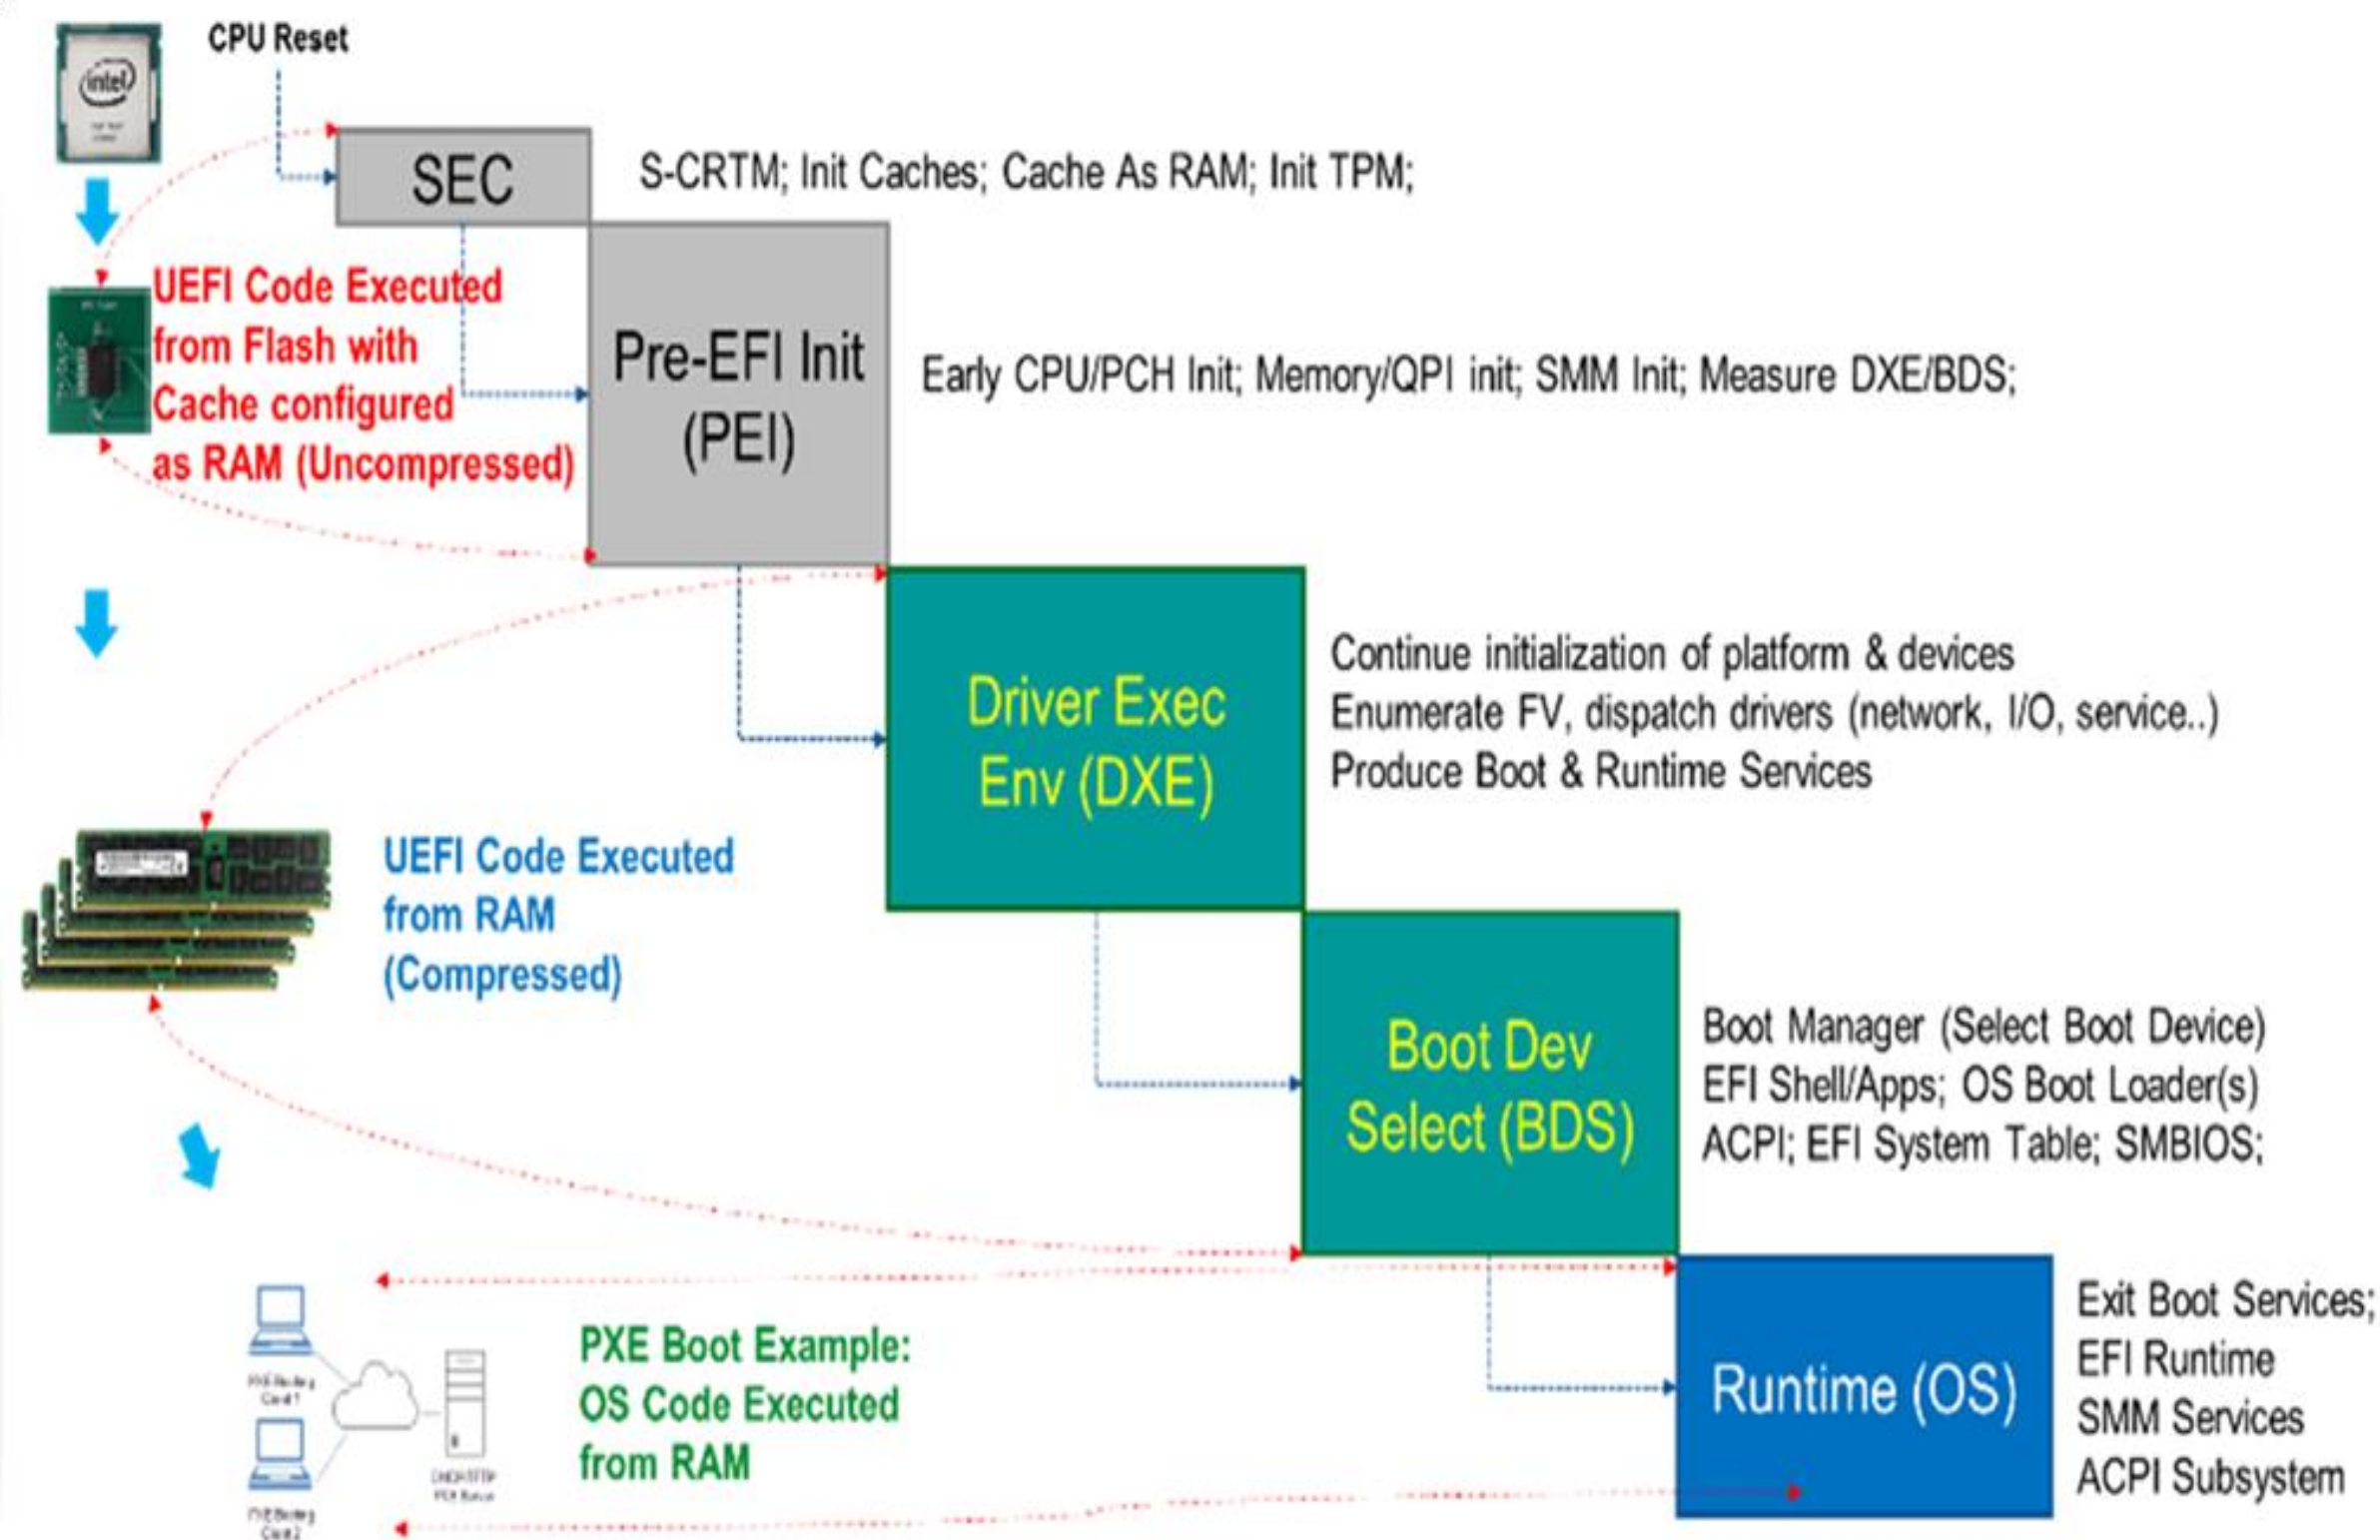 CPU Reset
intel
SEC
S-CRTM; Init Caches; Cache As RAM; Init TPM;
UEFI Code Executed
from Flash with
Cache configured
as RAM (Uncompressed)
Pre-EFI Init
(PEI)
Early CPU/PCH Init; Memory/QPI init; SMM Init; Measure DXE/BDS;
Driver Exec
Env (DXE)
Continue initialization of platform & devices
Enumerate FV, dispatch drivers (network, I/O, service..)
Produce Boot & Runtime Services
UEFI Code Executed
from RAM
(Compressed)
Boot Dev
Select (BDS)
Boot Manager (Select Boot Device)
EFI Shell/Apps; OS Boot Loader(s)
ACPI; EFI System Table; SMBIOS;
PXE Boot Example:
OS Code Executed
from RAM
Runtime (OS)
Exit Boot Services;
EFI Runtime
SMM Services
ACPI Subsystem